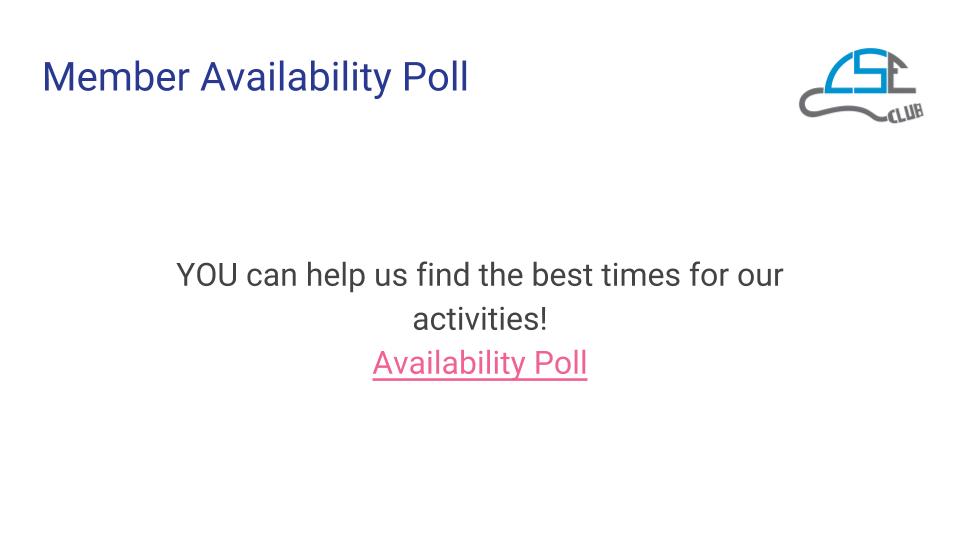 Member Availability Poll
CSE
CLUB
YOU can help us find the best times for our
activities!
Availability Poll